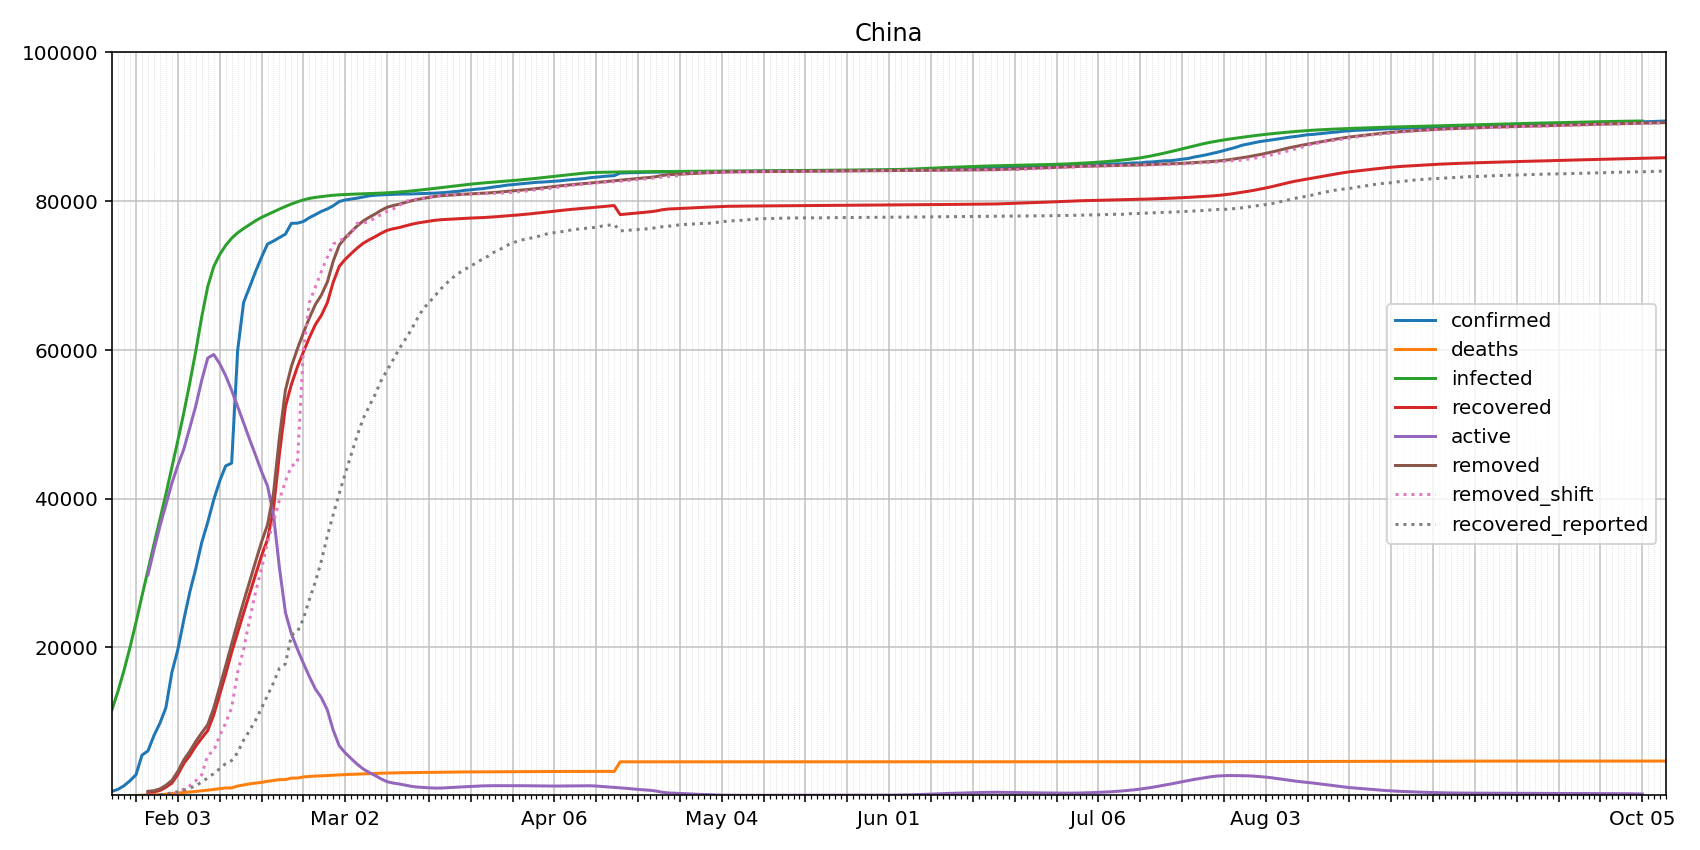 China
100000
80000
60000
40000
20000
Feb 03
Mar 02
Apr 06
May 04
Jun 01
Jul 06
Aug 03
Oct 05
confirmed
deaths
infected
recovered
active
removed
removed_shift
recovered_reported